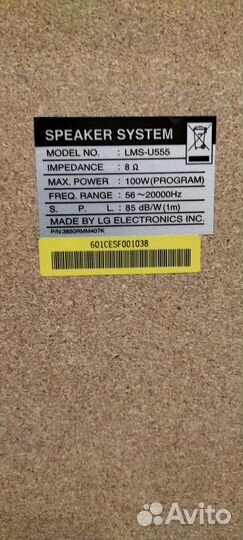 SPEAKER SYSTEM
MODEL NO. : LMS-U555
IMPEDANCE : 8 Ω
MAX. POWER : 100W(PROGRAM)
FREQ. RANGE : 56~20000Hz
S. P. L. : 85 dB/W(1m)
MADE BY LG ELECTRONICS INC.
P/N:3850RMM407K
601CESF001038
Avito